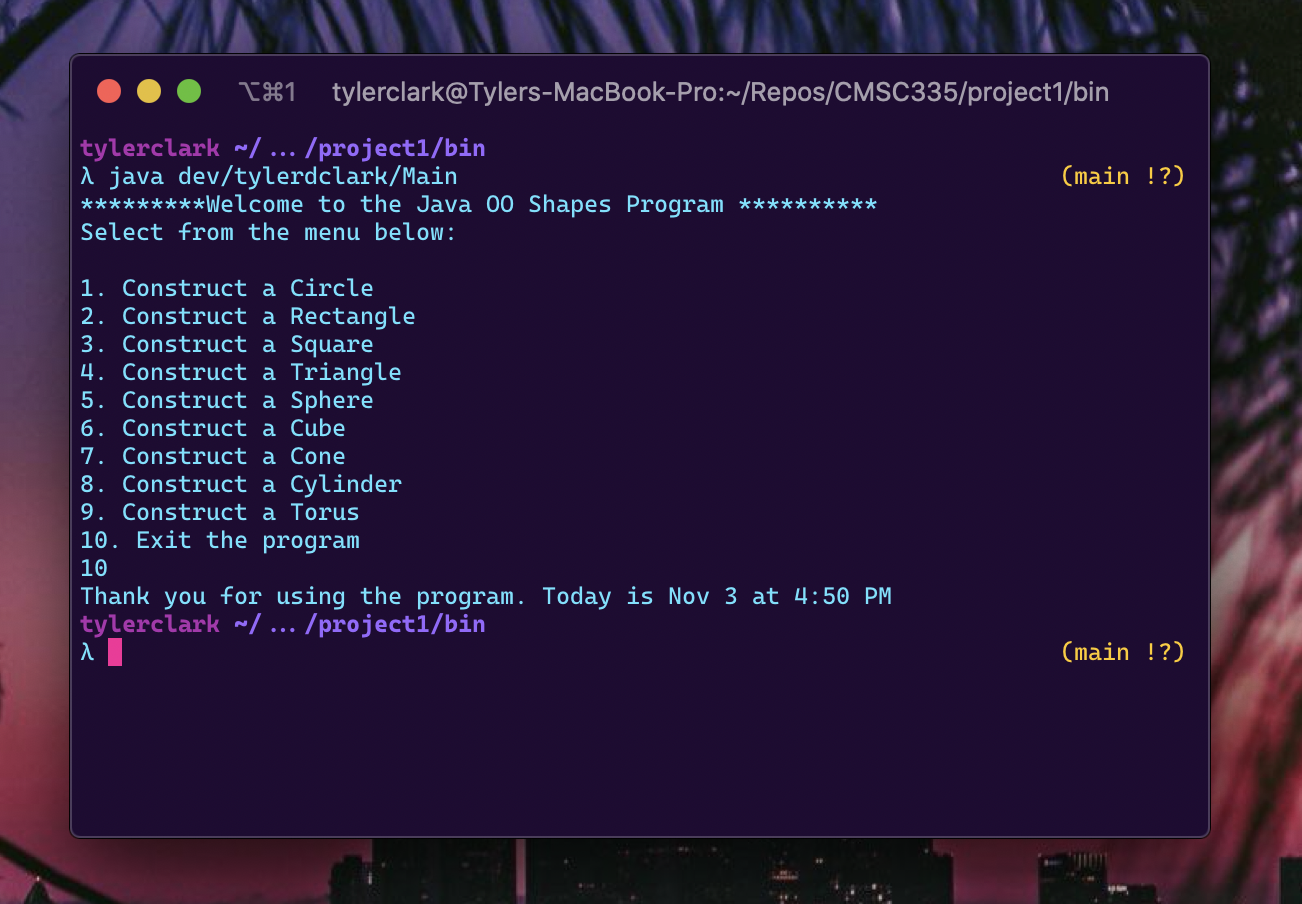 ⌥⌘1 tylerclark@Tylers-MacBook-Pro:~/Repos/CMSC335/project1/bin
tylerclark ~/ … /project1/bin
λ java dev/tylerdclark/Main (main !?)
*********Welcome to the Java OO Shapes Program **********
Select from the menu below:
1. Construct a Circle
2. Construct a Rectangle
3. Construct a Square
4. Construct a Triangle
5. Construct a Sphere
6. Construct a Cube
7. Construct a Cone
8. Construct a Cylinder
9. Construct a Torus
10. Exit the program
10
Thank you for using the program. Today is Nov 3 at 4:50 PM
tylerclark ~/ … /project1/bin
λ (main !?)